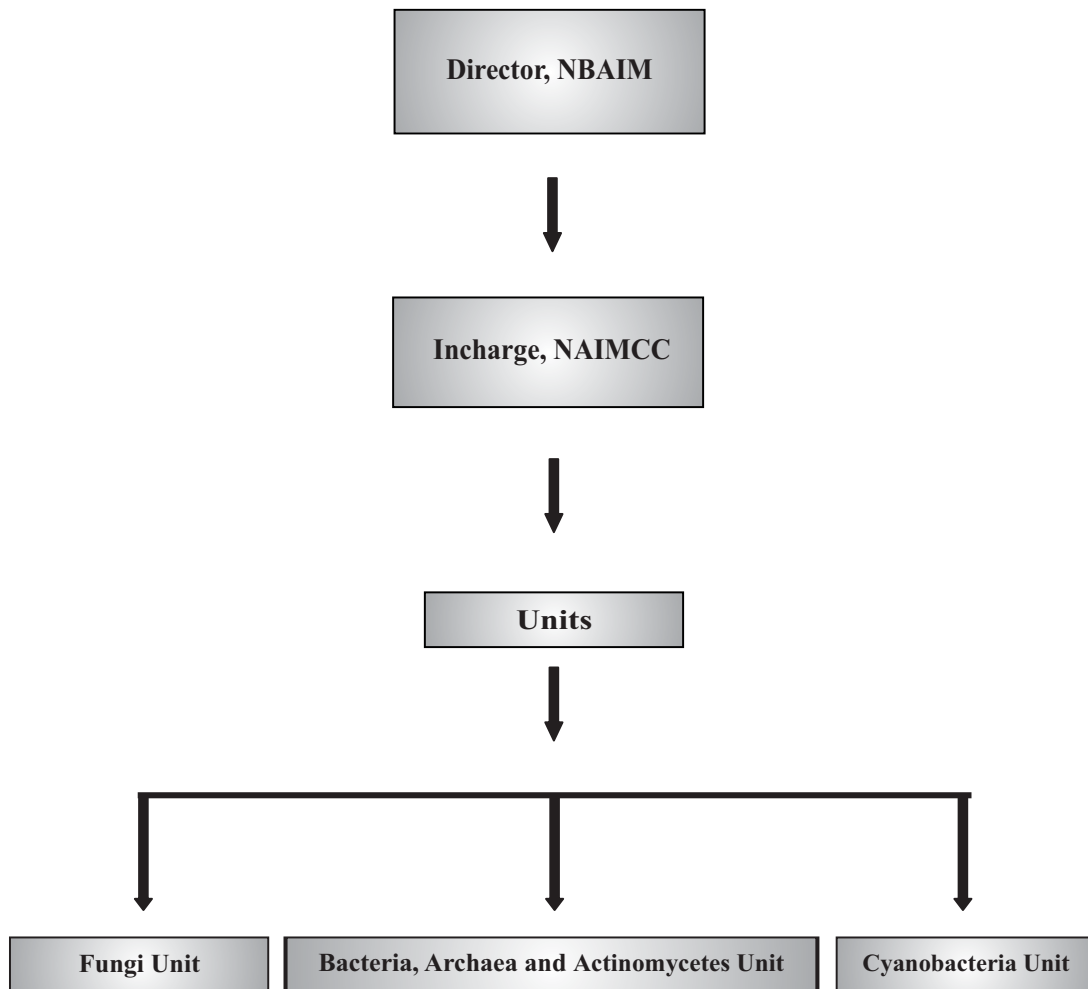 Director, NBAIM
Incharge, NAIMCC
Units
Fungi Unit
Bacteria, Archaea and Actinomycetes Unit
Cyanobacteria Unit